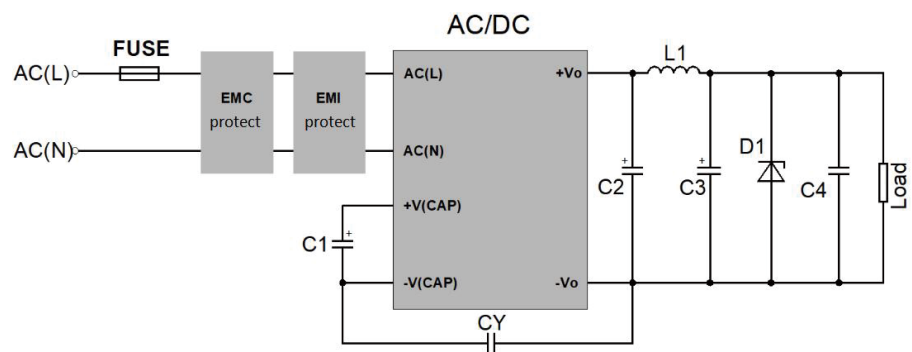 AC/DC
FUSE
L1
AC(L)
AC(L)
+Vo
EMC
protect
EMI
protect
AC(N)
AC(N)
D1
C2
C3
C4
Load
+
+
+V(CAP)
+
C1
-V(CAP)
-Vo
CY